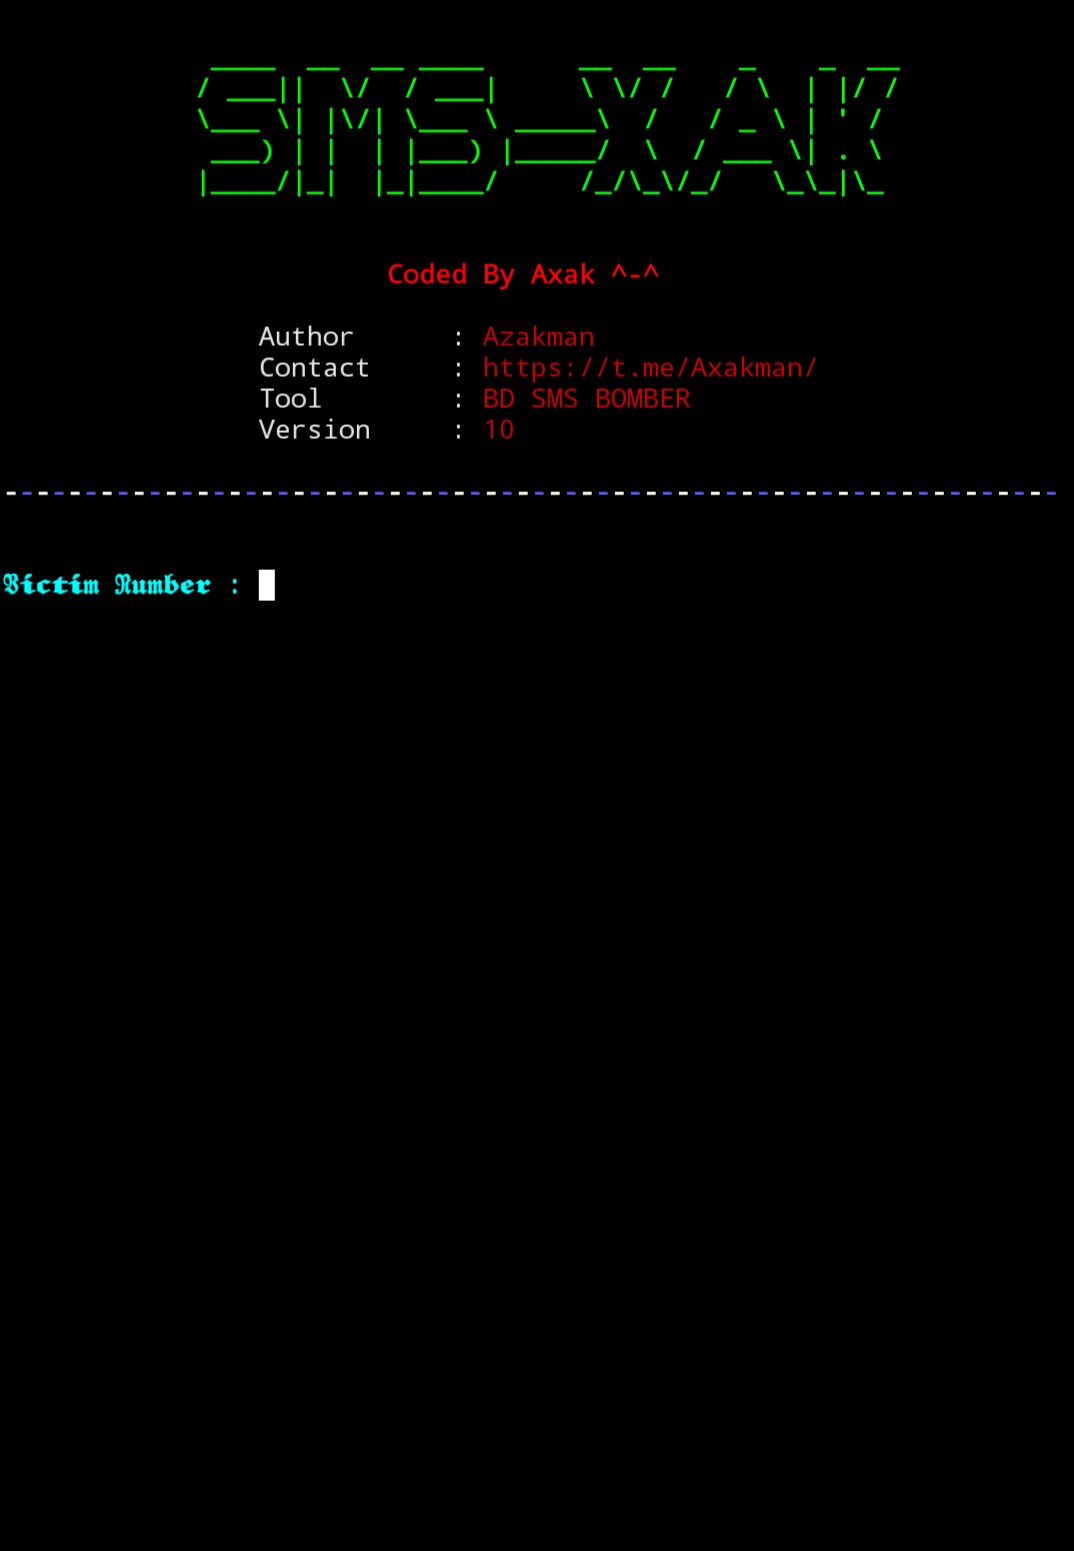 SMS-XAK
Coded By Axak ^-^
Author : Azakman
Contact : https://t.me/Axakman/
Tool : BD SMS BOMBER
Version : 10
𝖁𝖎𝖈𝖙𝖎𝖒 𝕹𝖚𝖒𝖇𝖊𝖗 :